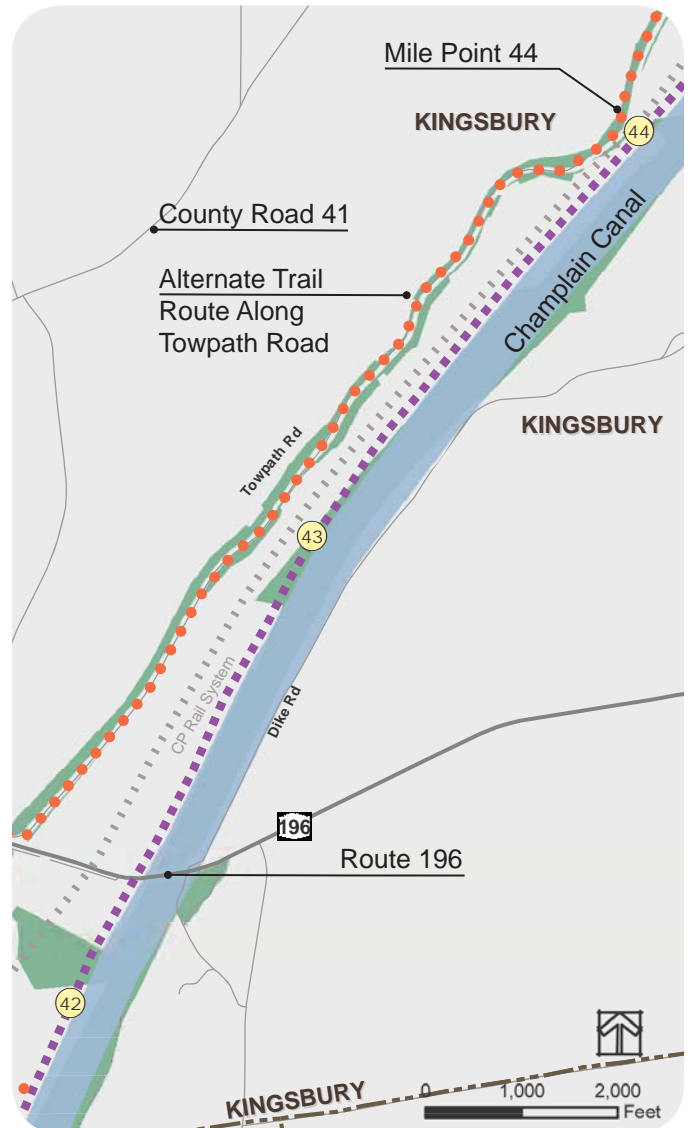 Mile Point 44
KINGSBURY
44
County Road 41
Champlain Canal
Alternate Trail
Route Along
Towpath Road
KINGSBURY
Towpath Rd
43
CP Rail System
Dike Rd
196
Route 196
42
KINGSBURY
0 1,000 2,000
Feet